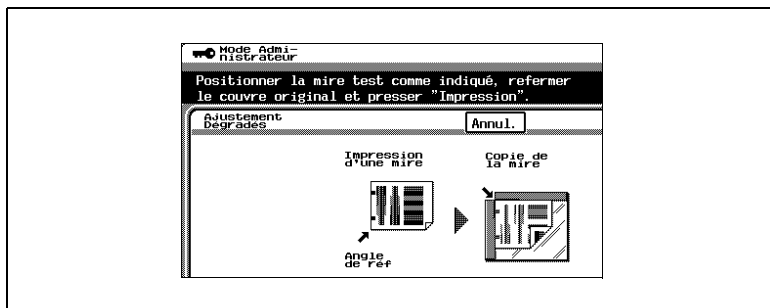 Mode Admi-
nistrateur
Positionner la mire test comme indiqué, refermer
le couvre original et presser "Impression".
Ajustement
Dégradés
Annul.
Impression
d'une mire
Copie de
la mire
Angle
de réf